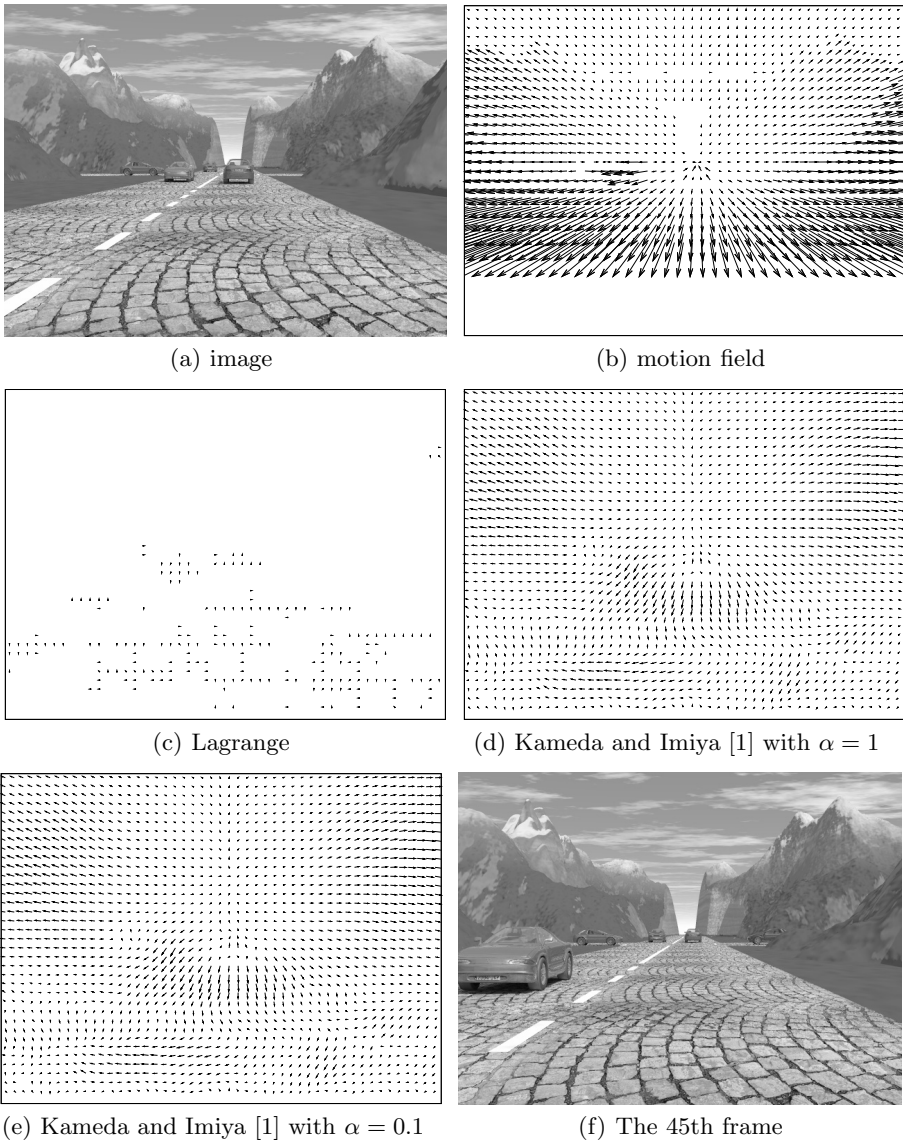 (a) image
(b) motion field
(c) Lagrange
(d) Kameda and Imiya [1] with α = 1
(e) Kameda and Imiya [1] with α = 0.1
(f) The 45th frame